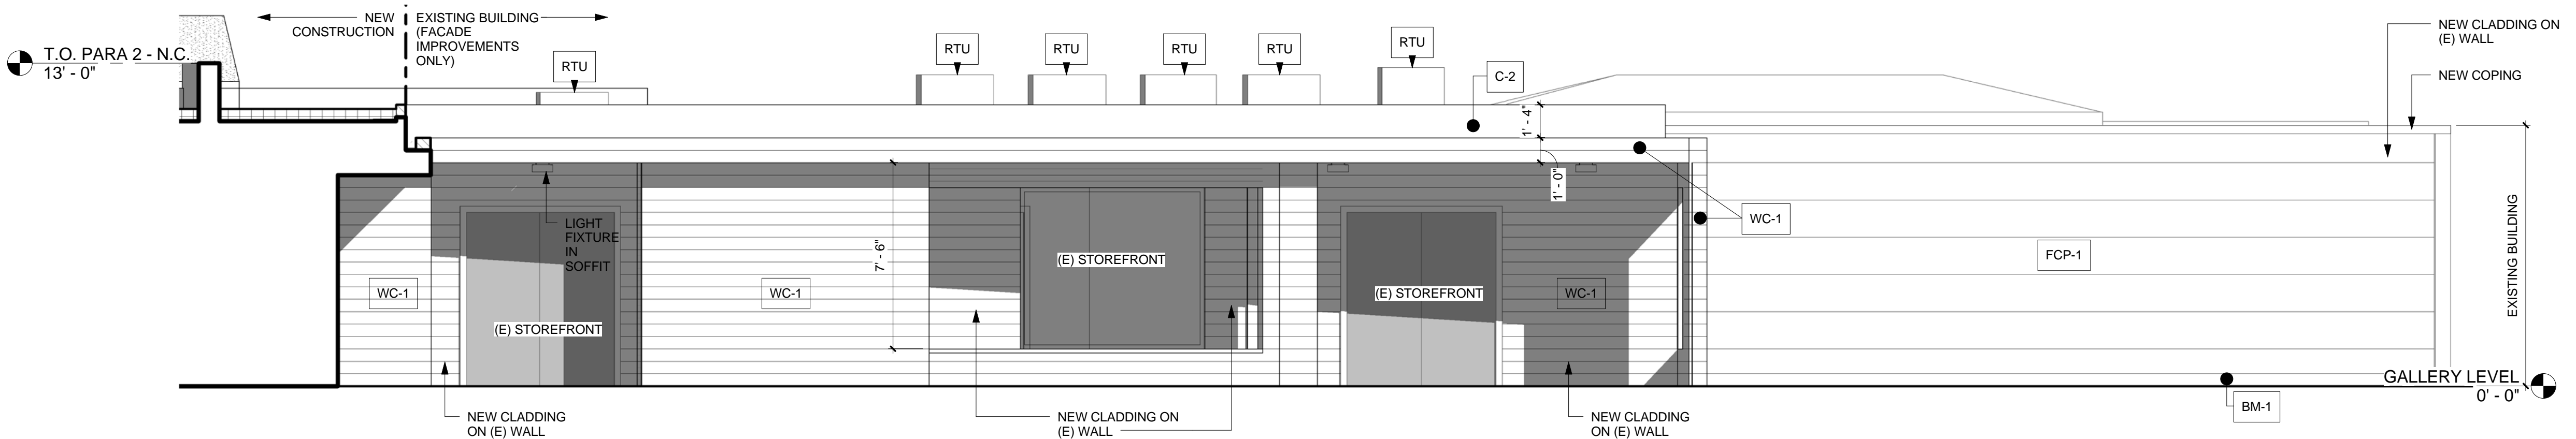 NEW
CONSTRUCTION
EXISTING BUILDING
(FACADE
IMPROVEMENTS
ONLY)
T.O. PARA 2 - N.C.
13' - 0"
RTU
RTU
RTU
RTU
RTU
RTU
C-2
NEW CLADDING ON
(E) WALL
NEW COPING
1' - 4"
1' - 0"
7' - 6"
LIGHT
FIXTURE
IN
SOFFIT
WC-1
(E) STOREFRONT
WC-1
(E) STOREFRONT
(E) STOREFRONT
WC-1
WC-1
FCP-1
EXISTING BUILDING
GALLERY LEVEL
0' - 0"
BM-1
NEW CLADDING
ON (E) WALL
NEW CLADDING ON
(E) WALL
NEW CLADDING
ON (E) WALL